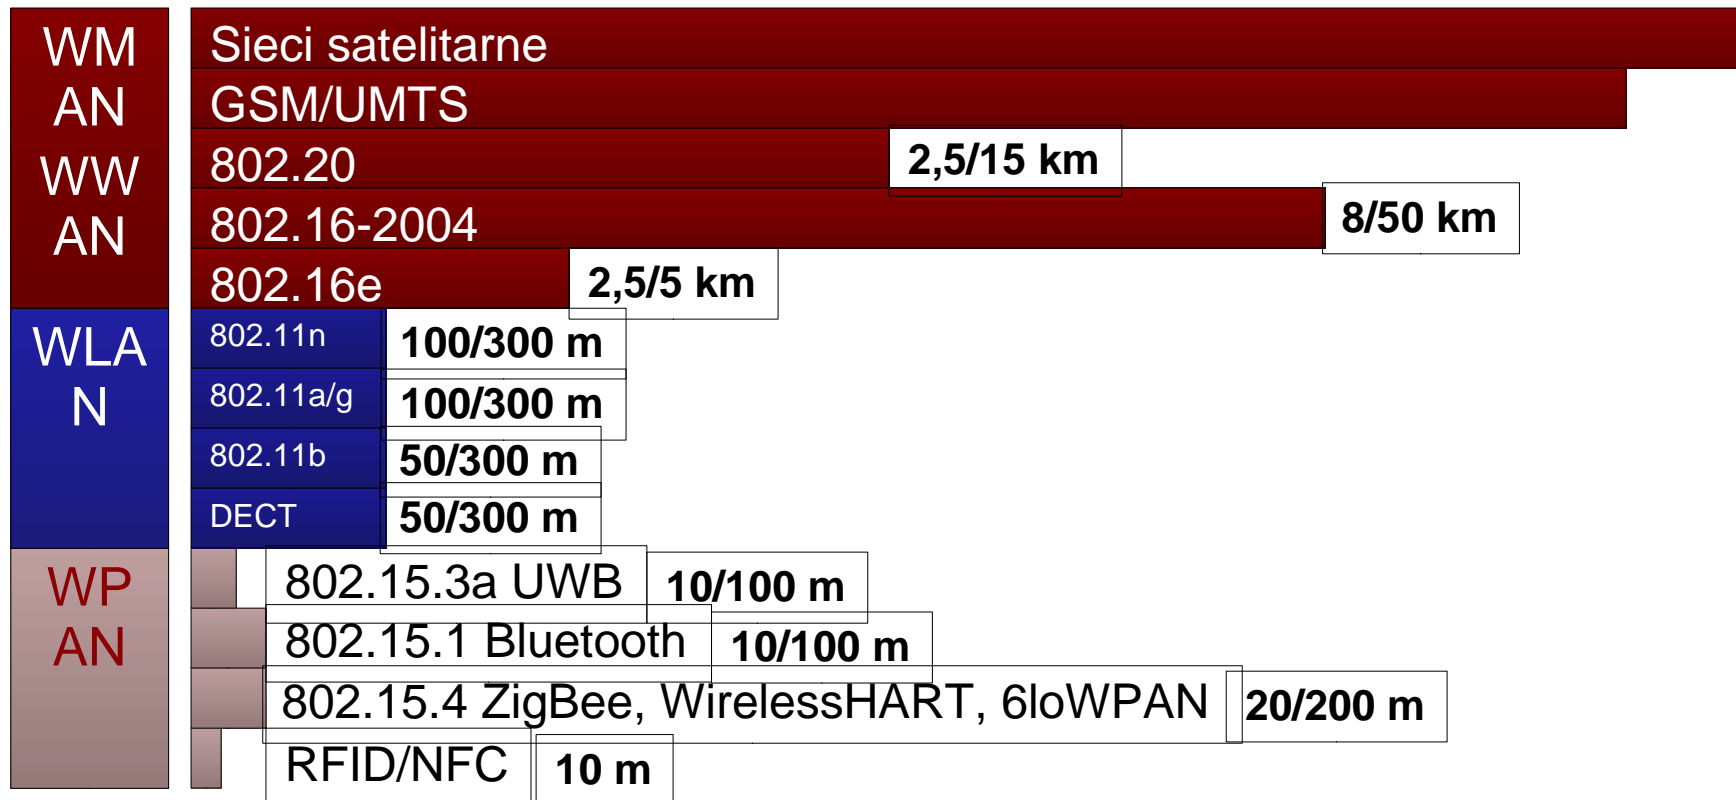 WM
AN
WW
AN
Sieci satelitarne
GSM/UMTS
802.20
2,5/15 km
802.16-2004
8/50 km
802.16e
2,5/5 km
WLA
N
802.11n
100/300 m
802.11a/g
100/300 m
802.11b
50/300 m
DECT
50/300 m
WP
AN
802.15.3a UWB
10/100 m
802.15.1 Bluetooth
10/100 m
802.15.4 ZigBee, WirelessHART, 6loWPAN
20/200 m
RFID/NFC
10 m